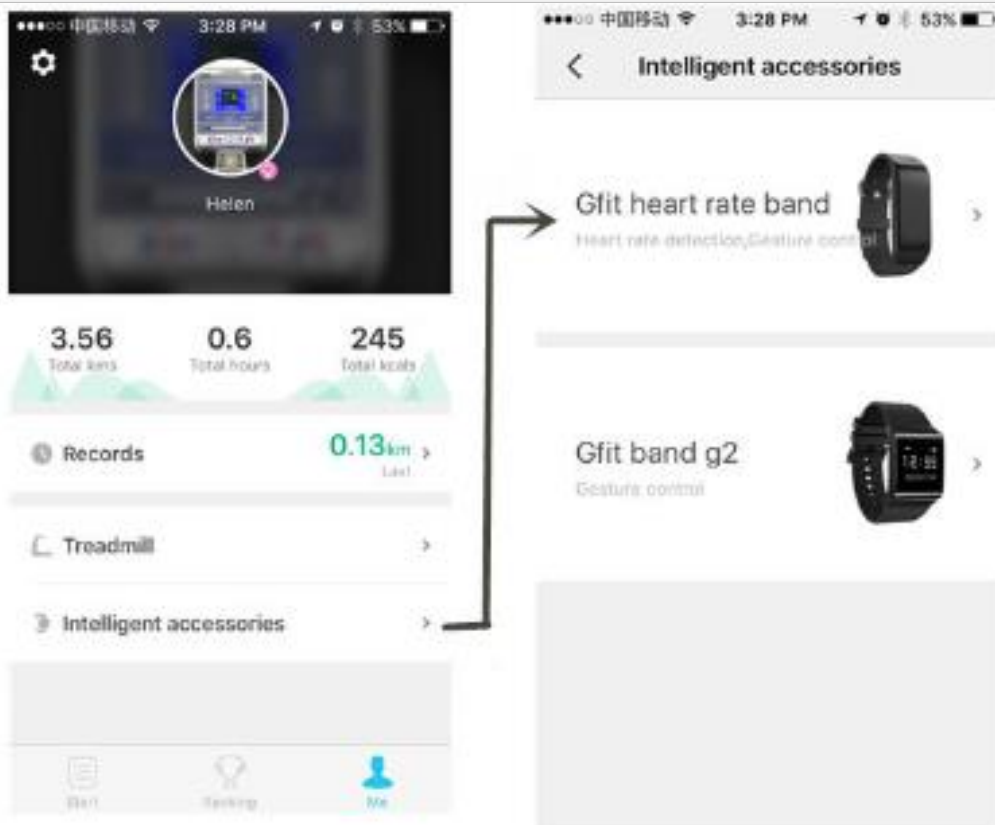 中国移动 3:28 PM 53%
Helen
3.56 0.6 245
Total kms Total hours Total kcals
Records 0.13km
Last
Treadmill
Intelligent accessories
Start Ranking Me
中国移动 3:28 PM 53%
Intelligent accessories
Gfit heart rate band
Heart rate detection,Gesture control
Gfit band g2
Gesture control